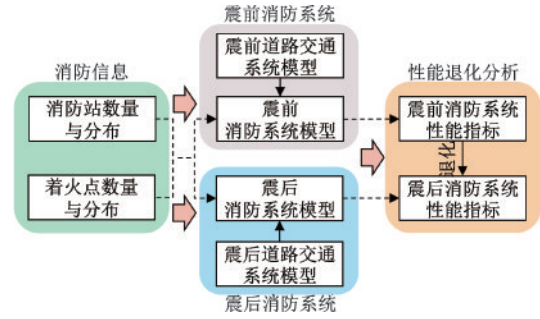 消防信息
消防站数量
与分布
着火点数量
与分布
震前消防系统
震前道路交通
系统模型
震前
消防系统模型
震后
消防系统模型
震后道路交通
系统模型
震后消防系统
性能退化分析
震前消防系统
性能指标
退化
震后消防系统
性能指标